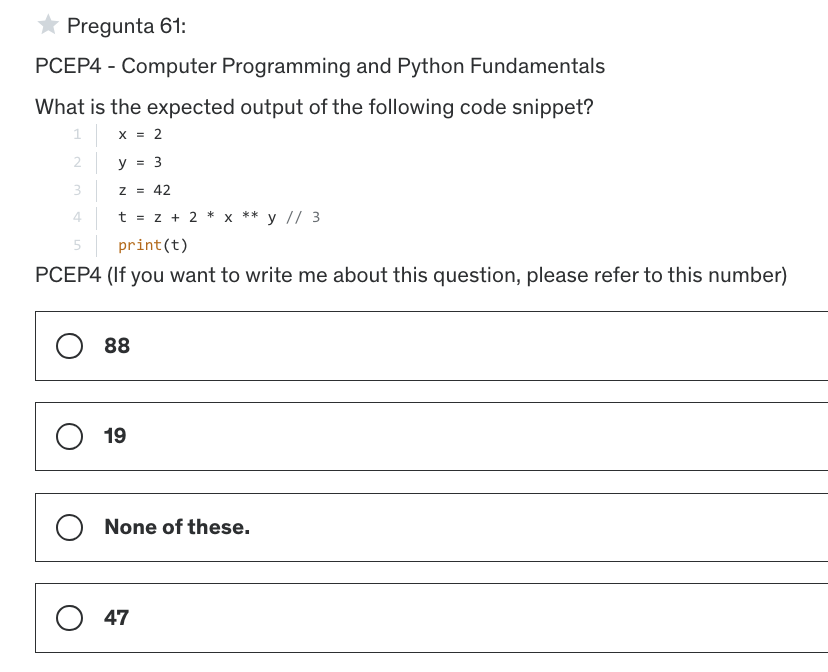 Pregunta 61:
PCEP4 - Computer Programming and Python Fundamentals
What is the expected output of the following code snippet?
1 x = 2
2 y = 3
3 z = 42
4 t = z + 2 * x ** y // 3
5 print(t)
PCEP4 (If you want to write me about this question, please refer to this number)
88
19
None of these.
47